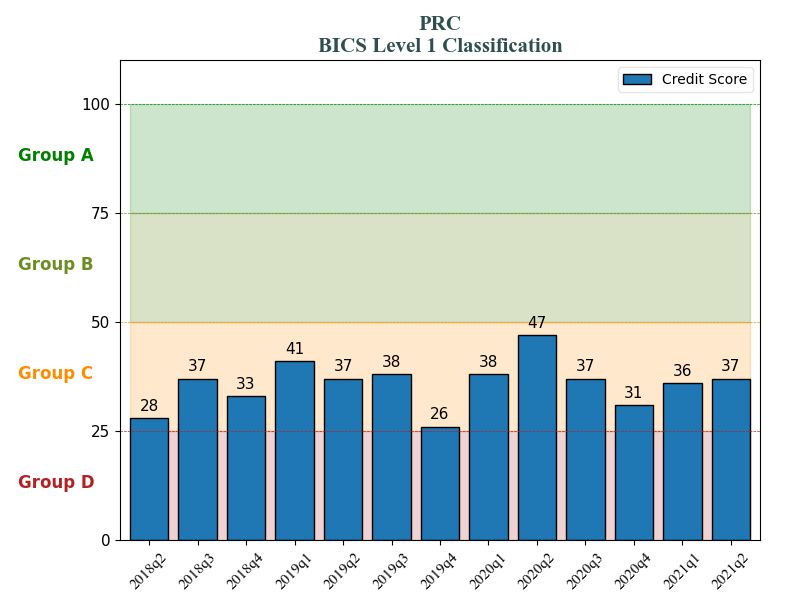 PRC
BICS Level 1 Classification
Credit Score
100
Group A
75
Group B
50
47
41
38
38
37
37
37
37
36
Group C
33
31
28
26
25
Group D
0
2018q2
2018q3
2018q4
2019q1
2019q2
2019q3
2019q4
2020q1
2020q2
2020q3
2020q4
2021q1
2021q2